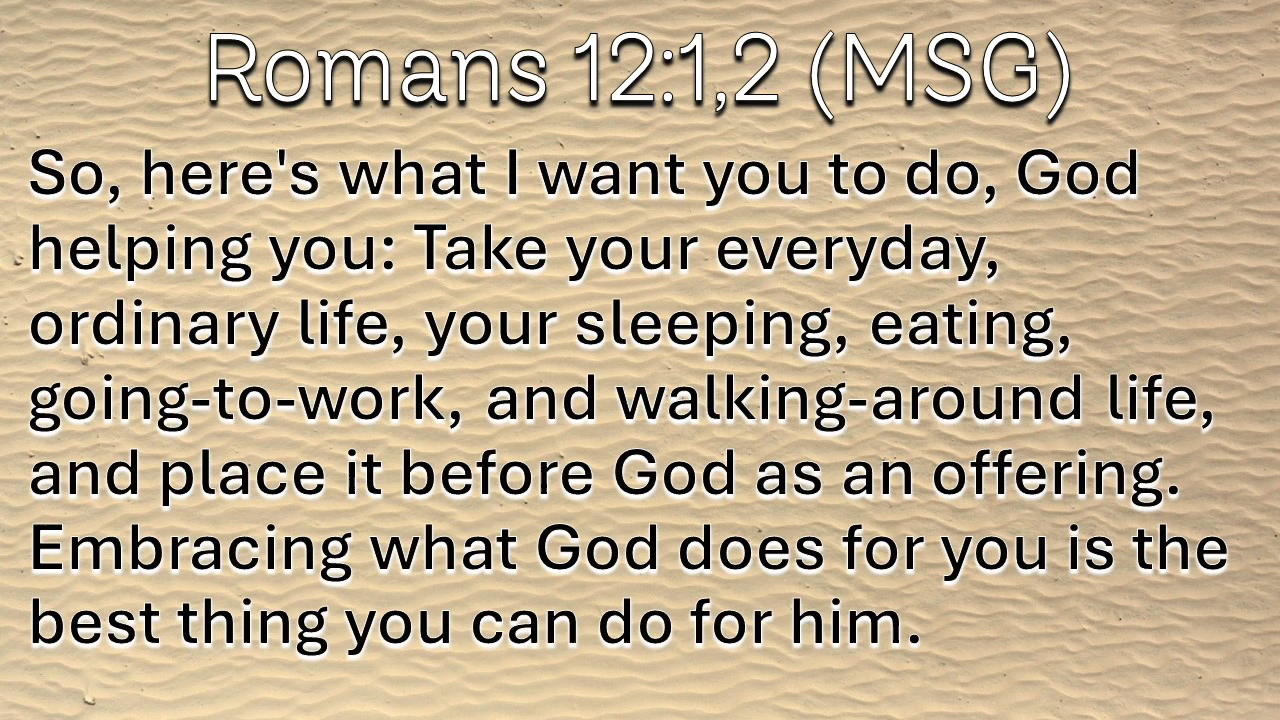 Romans 12:1,2 (MSG)
So, here's what I want you to do, God
helping you: Take your everyday,
ordinary life, your sleeping, eating,
going-to-work, and walking-around life,
and place it before God as an offering.
Embracing what God does for you is the
best thing you can do for him.